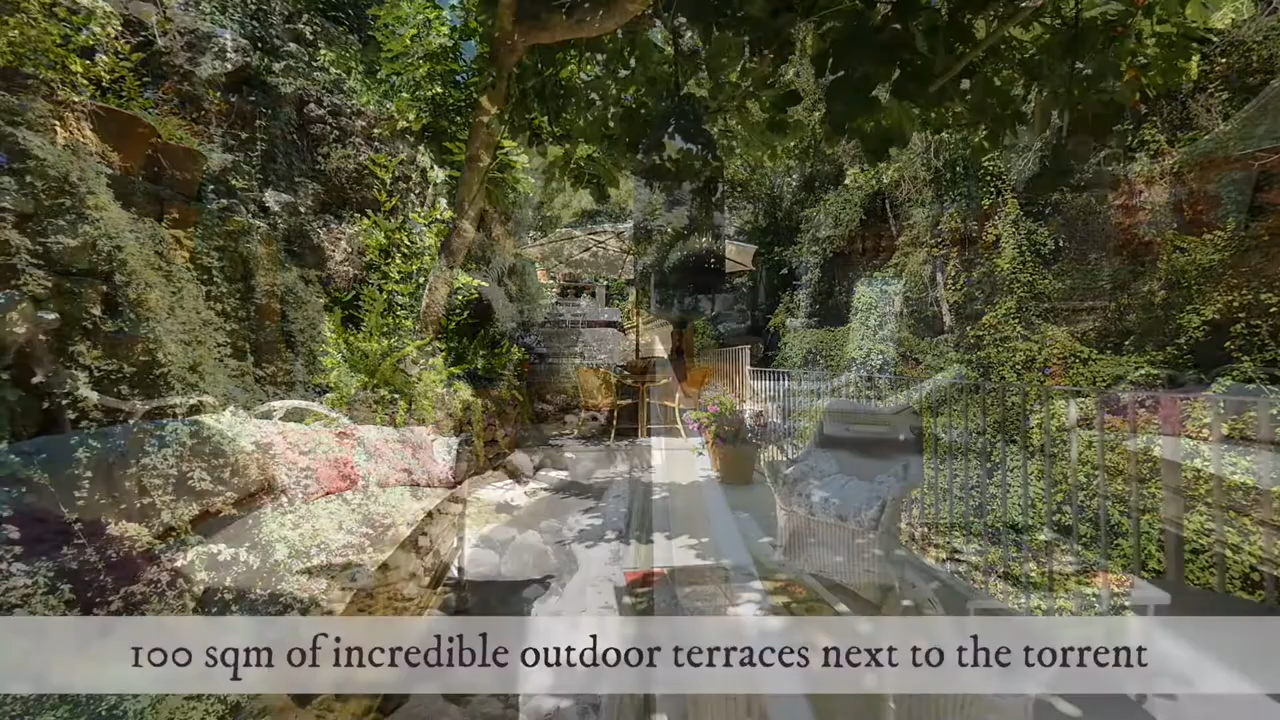 100 sqm of incredible outdoor terraces next to the torrent